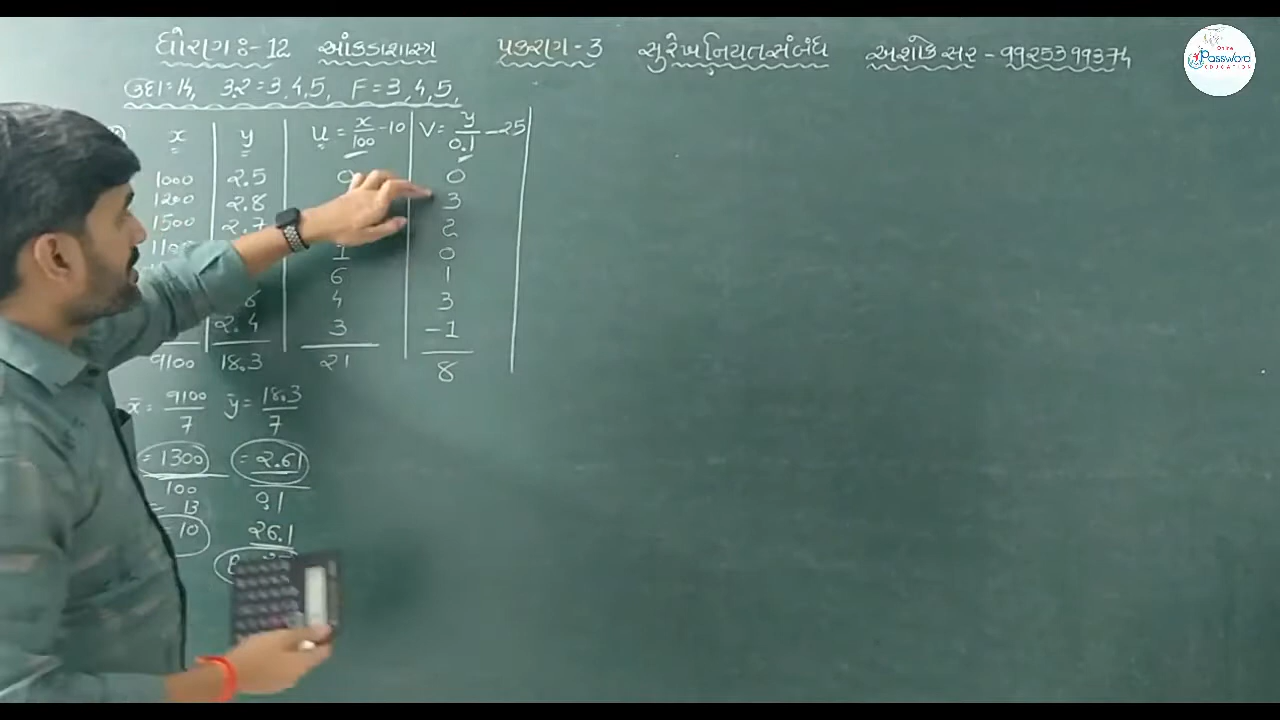 ધોરણઃ-12 આંકડાશાસ્ત્ર પ્રકરણ-3 સુરેખ નિયતસંબંધ અશોક સર - ૯૯૨૫૩૧૧૩૭૪
ઉદા=14, 3.2=3,4,5, F=3,4,5,
x y u = x/100 -10 v = y/0.1 -25
1000 2.5 0 0
1200 2.8 3
1500 2.7 2
1 0
6 1
4 3
2.4 3 -1
9100 18.3 21 8
x̄ = 9100/7 ȳ = 18.3/7
= 1300 = 2.61
100 0.1
= 13 26.1
= 10
Password
EDUCATION